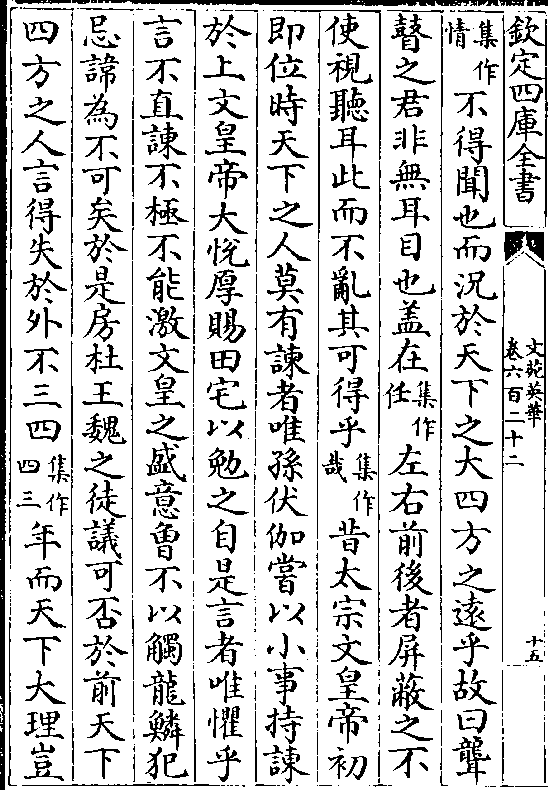 欽定四庫全書
文苑英華
卷六百二十二
十五
集作情不得聞也而況於天下之大四方之遠乎故曰聾
瞽之君非無耳目也盖在集作任左右前後者屏蔽之不
使視聽耳此而不亂其可得乎集作哉昔太宗文皇帝初
即位時天下之人莫有諫者唯孫伏伽嘗以小事持諫
於上文皇帝大悅厚賜田宅以勉之自是言者唯懼乎
言不直諫不極不能激文皇之盛意曾不以觸龍鱗犯
忌諱為不可矣於是房杜王魏之徒議可否於前天下
四方之人言得失於外不三四集作四三年而天下大理豈